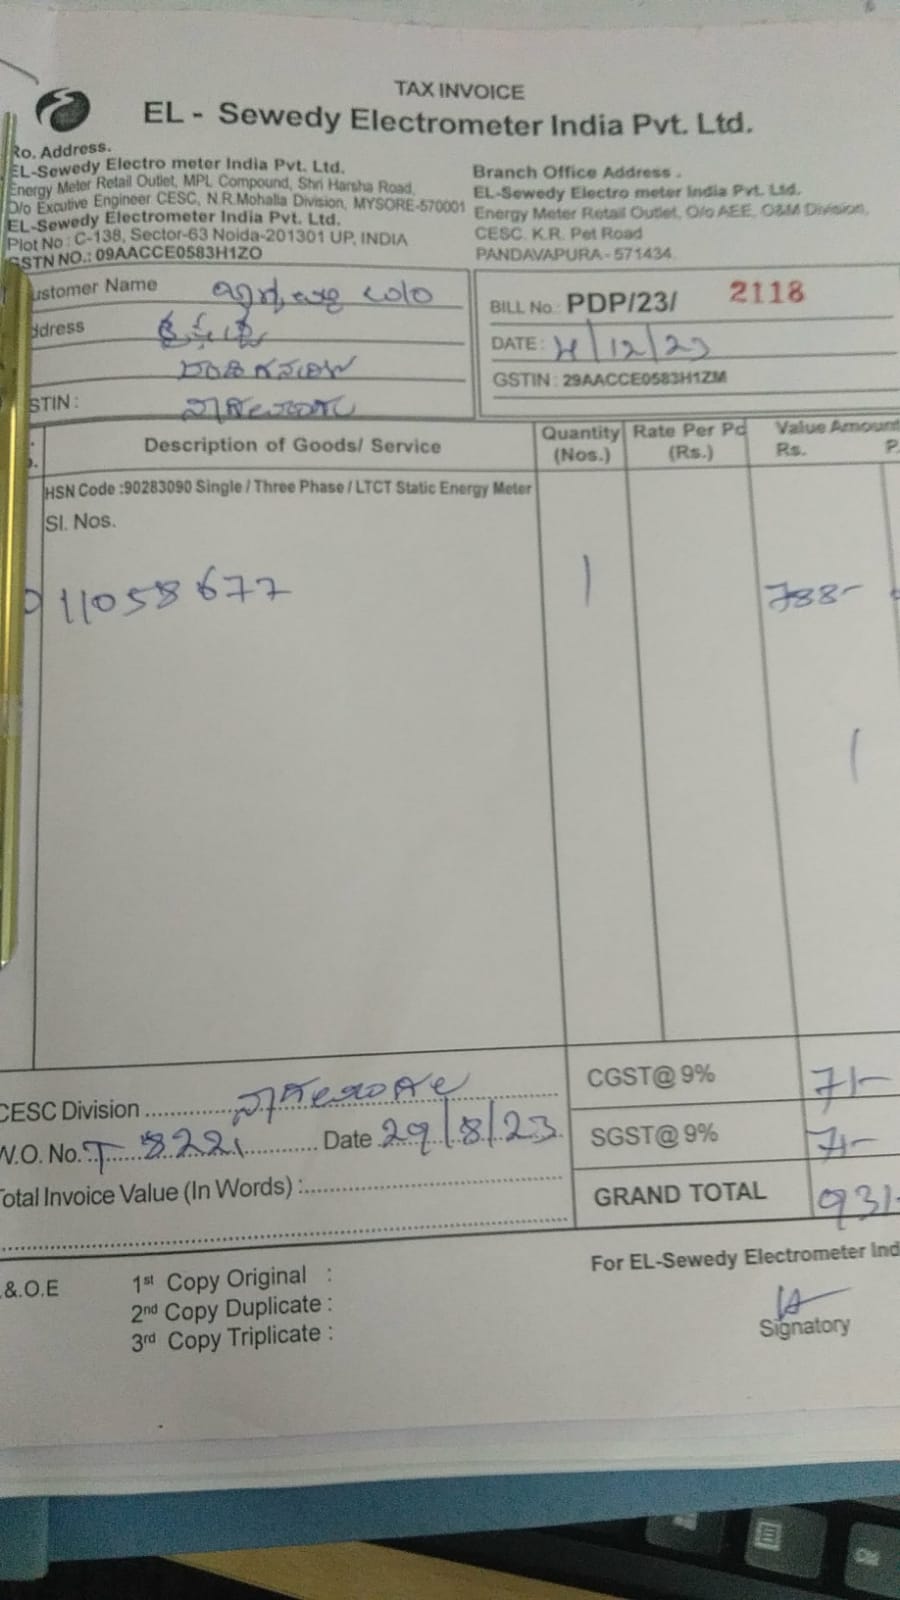 TAX INVOICE
EL - Sewedy Electrometer India Pvt. Ltd.
Ro. Address.
EL-Sewedy Electro meter India Pvt. Ltd.
Energy Meter Retail Outlet, MPL Compound, Shri Harsha Road,
D/o Excutive Engineer CESC, N.R.Mohalla Division, MYSORE-570001
EL-Sewedy Electrometer India Pvt. Ltd.
Plot No : C-138, Sector-63 Noida-201301 UP, INDIA
GSTN NO.: 09AACCE0583H1ZO
Branch Office Address .
EL-Sewedy Electro meter India Pvt. Ltd.
Energy Meter Retail Outlet, O/o AEE, O&M Division,
CESC. K.R. Pet Road
PANDAVAPURA - 571434.
ustomer Name
ddress
STIN :
BILL No.: PDP/23/ 2118
DATE : /12/23
GSTIN : 29AACCE0583H1ZM
Description of Goods/ Service
Quantity (Nos.)
Rate Per Pc (Rs.)
Value Amount
Rs. P.
HSN Code :90283090 Single / Three Phase / LTCT Static Energy Meter
Sl. Nos.
11058677 1 788-
CESC Division
W.O. No. T 8221 Date 29/8/23
Total Invoice Value (In Words) :
CGST@ 9% 71-
SGST@ 9% 71-
GRAND TOTAL 931-
For EL-Sewedy Electrometer Ind
.&.O.E
1st Copy Original :
2nd Copy Duplicate :
3rd Copy Triplicate :
Signatory